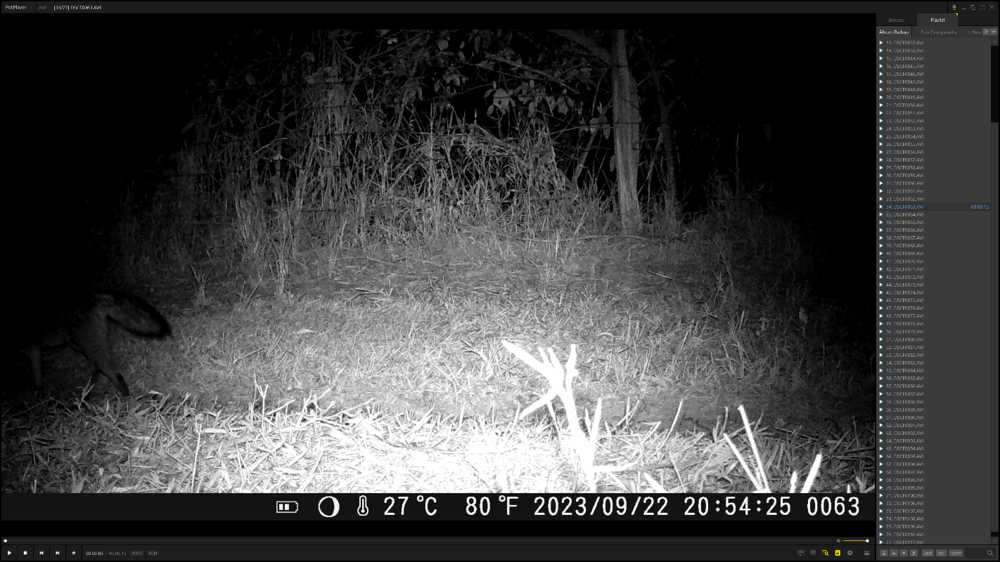 PotPlayer
AVI
[34/77] DSCF0063.AVI
Browser
Playlist
Álbum Padrão
Este Computador
+ Nov
13. DSCF0037.AVI
14. DSCF0038.AVI
15. DSCF0044.AVI
16. DSCF0045.AVI
17. DSCF0046.AVI
18. DSCF0047.AVI
19. DSCF0048.AVI
20. DSCF0049.AVI
21. DSCF0050.AVI
22. DSCF0051.AVI
23. DSCF0052.AVI
24. DSCF0053.AVI
25. DSCF0054.AVI
26. DSCF0055.AVI
27. DSCF0056.AVI
28. DSCF0057.AVI
29. DSCF0058.AVI
30. DSCF0059.AVI
31. DSCF0060.AVI
32. DSCF0061.AVI
33. DSCF0062.AVI
34. DSCF0063.AVI 00:00:15
35. DSCF0064.AVI
36. DSCF0065.AVI
37. DSCF0066.AVI
38. DSCF0067.AVI
39. DSCF0068.AVI
40. DSCF0069.AVI
41. DSCF0070.AVI
42. DSCF0071.AVI
43. DSCF0072.AVI
44. DSCF0073.AVI
45. DSCF0074.AVI
46. DSCF0075.AVI
47. DSCF0076.AVI
48. DSCF0077.AVI
49. DSCF0078.AVI
50. DSCF0079.AVI
51. DSCF0080.AVI
52. DSCF0081.AVI
53. DSCF0082.AVI
54. DSCF0083.AVI
55. DSCF0084.AVI
56. DSCF0085.AVI
57. DSCF0086.AVI
58. DSCF0087.AVI
59. DSCF0088.AVI
60. DSCF0089.AVI
61. DSCF0090.AVI
62. DSCF0091.AVI
63. DSCF0092.AVI
64. DSCF0093.AVI
65. DSCF0094.AVI
66. DSCF0095.AVI
67. DSCF0096.AVI
68. DSCF0097.AVI
69. DSCF0098.AVI
70. DSCF0099.AVI
71. DSCF0100.AVI
72. DSCF0106.AVI
73. DSCF0107.AVI
74. DSCF0108.AVI
75. DSCF0109.AVI
76. DSCF0110.AVI
77. DSCF0111.AVI
27 °C 80 °F 2023/09/22 20:54:25 0063
00:00:00 / 00:00:15 MJPG PCM
360° 3D
ADD DEL SORT